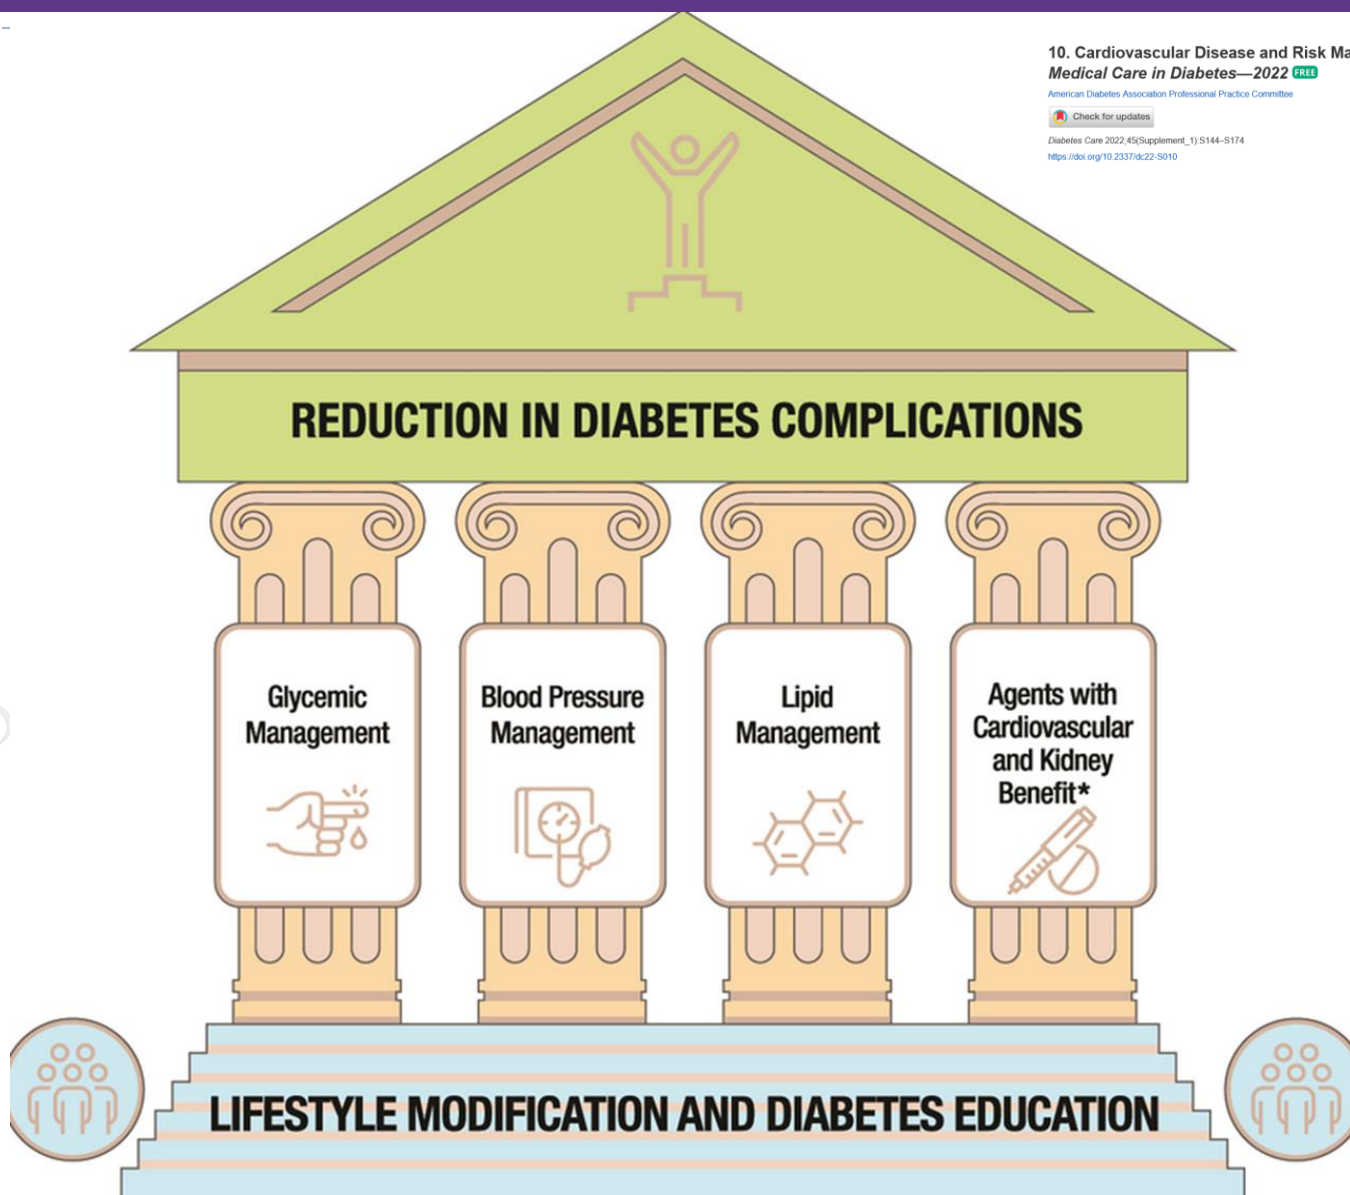 10. Cardiovascular Disease and Risk Ma
Medical Care in Diabetes—2022 FREE
American Diabetes Association Professional Practice Committee
Check for updates
Diabetes Care 2022;45(Supplement_1):S144–S174
https://doi.org/10.2337/dc22-S010
REDUCTION IN DIABETES COMPLICATIONS
Glycemic
Management
Blood Pressure
Management
Lipid
Management
Agents with
Cardiovascular
and Kidney
Benefit*
LIFESTYLE MODIFICATION AND DIABETES EDUCATION